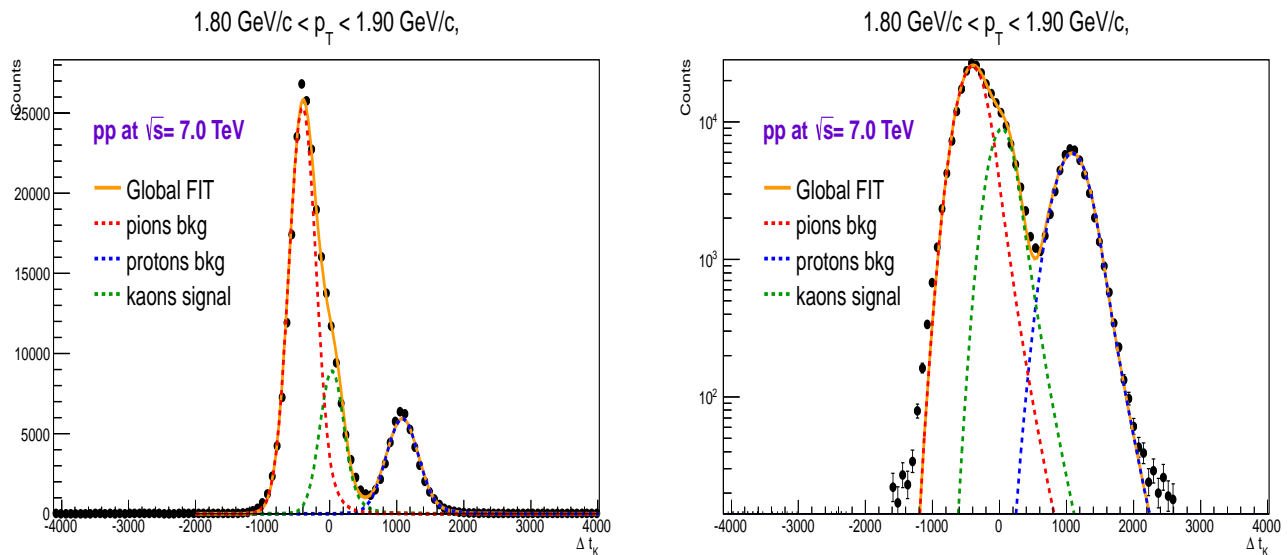 1.80 GeV/c < p_T < 1.90 GeV/c,
Counts
25000
20000
15000
10000
5000
0
pp at √s= 7.0 TeV
Global FIT
pions bkg
protons bkg
kaons signal
-4000 -3000 -2000 -1000 0 1000 2000 3000 4000
Δ t_K
1.80 GeV/c < p_T < 1.90 GeV/c,
Counts
10^4
10^3
10^2
pp at √s= 7.0 TeV
Global FIT
pions bkg
protons bkg
kaons signal
-4000 -3000 -2000 -1000 0 1000 2000 3000 4000
Δ t_K